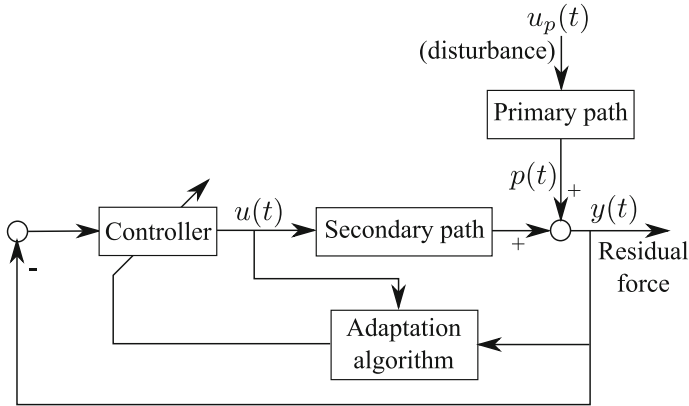 u_p(t)
(disturbance)
Primary path
p(t)
+
Controller
u(t)
Secondary path
+
y(t)
Residual
force
-
Adaptation
algorithm